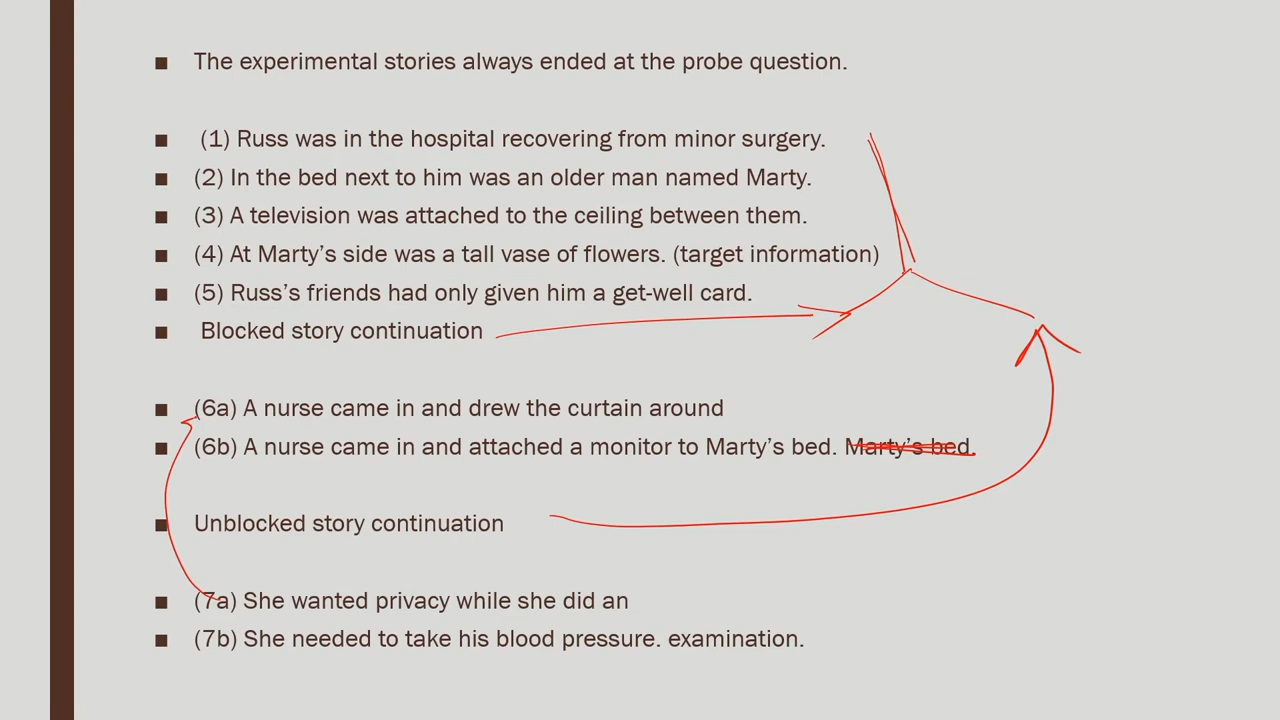 The experimental stories always ended at the probe question.
(1) Russ was in the hospital recovering from minor surgery.
(2) In the bed next to him was an older man named Marty.
(3) A television was attached to the ceiling between them.
(4) At Marty’s side was a tall vase of flowers. (target information)
(5) Russ’s friends had only given him a get-well card.
Blocked story continuation
(6a) A nurse came in and drew the curtain around
(6b) A nurse came in and attached a monitor to Marty’s bed. Marty’s bed.
Unblocked story continuation
(7a) She wanted privacy while she did an
(7b) She needed to take his blood pressure. examination.